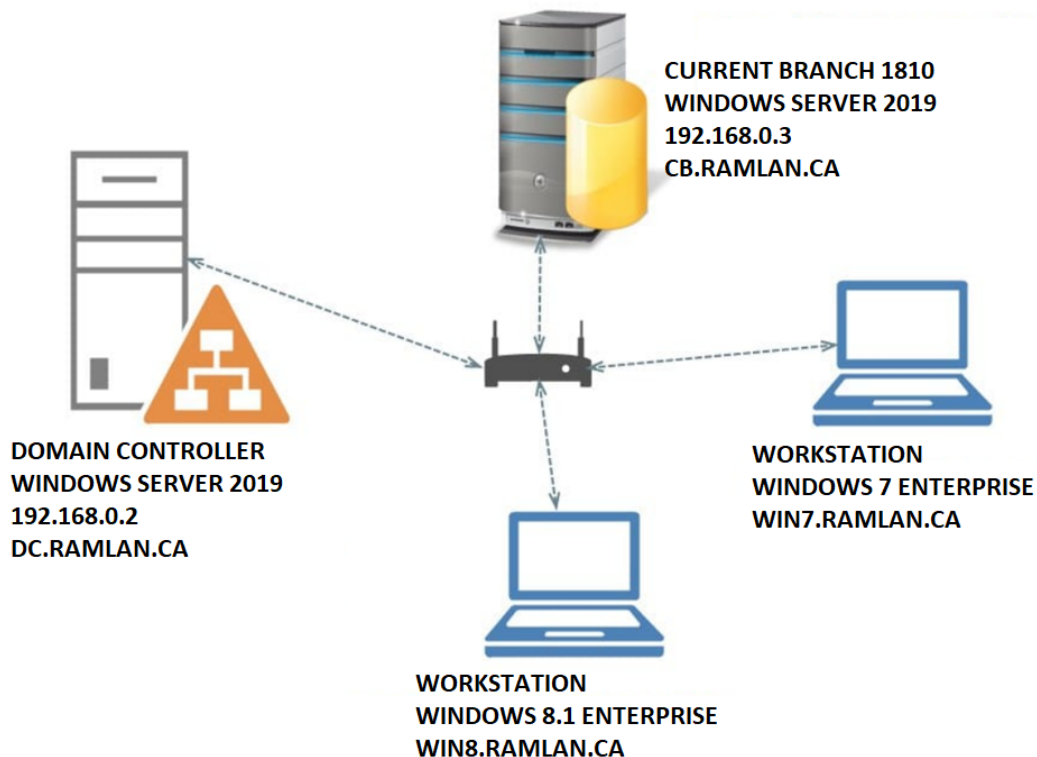 CURRENT BRANCH 1810
WINDOWS SERVER 2019
192.168.0.3
CB.RAMLAN.CA
DOMAIN CONTROLLER
WINDOWS SERVER 2019
192.168.0.2
DC.RAMLAN.CA
WORKSTATION
WINDOWS 7 ENTERPRISE
WIN7.RAMLAN.CA
WORKSTATION
WINDOWS 8.1 ENTERPRISE
WIN8.RAMLAN.CA